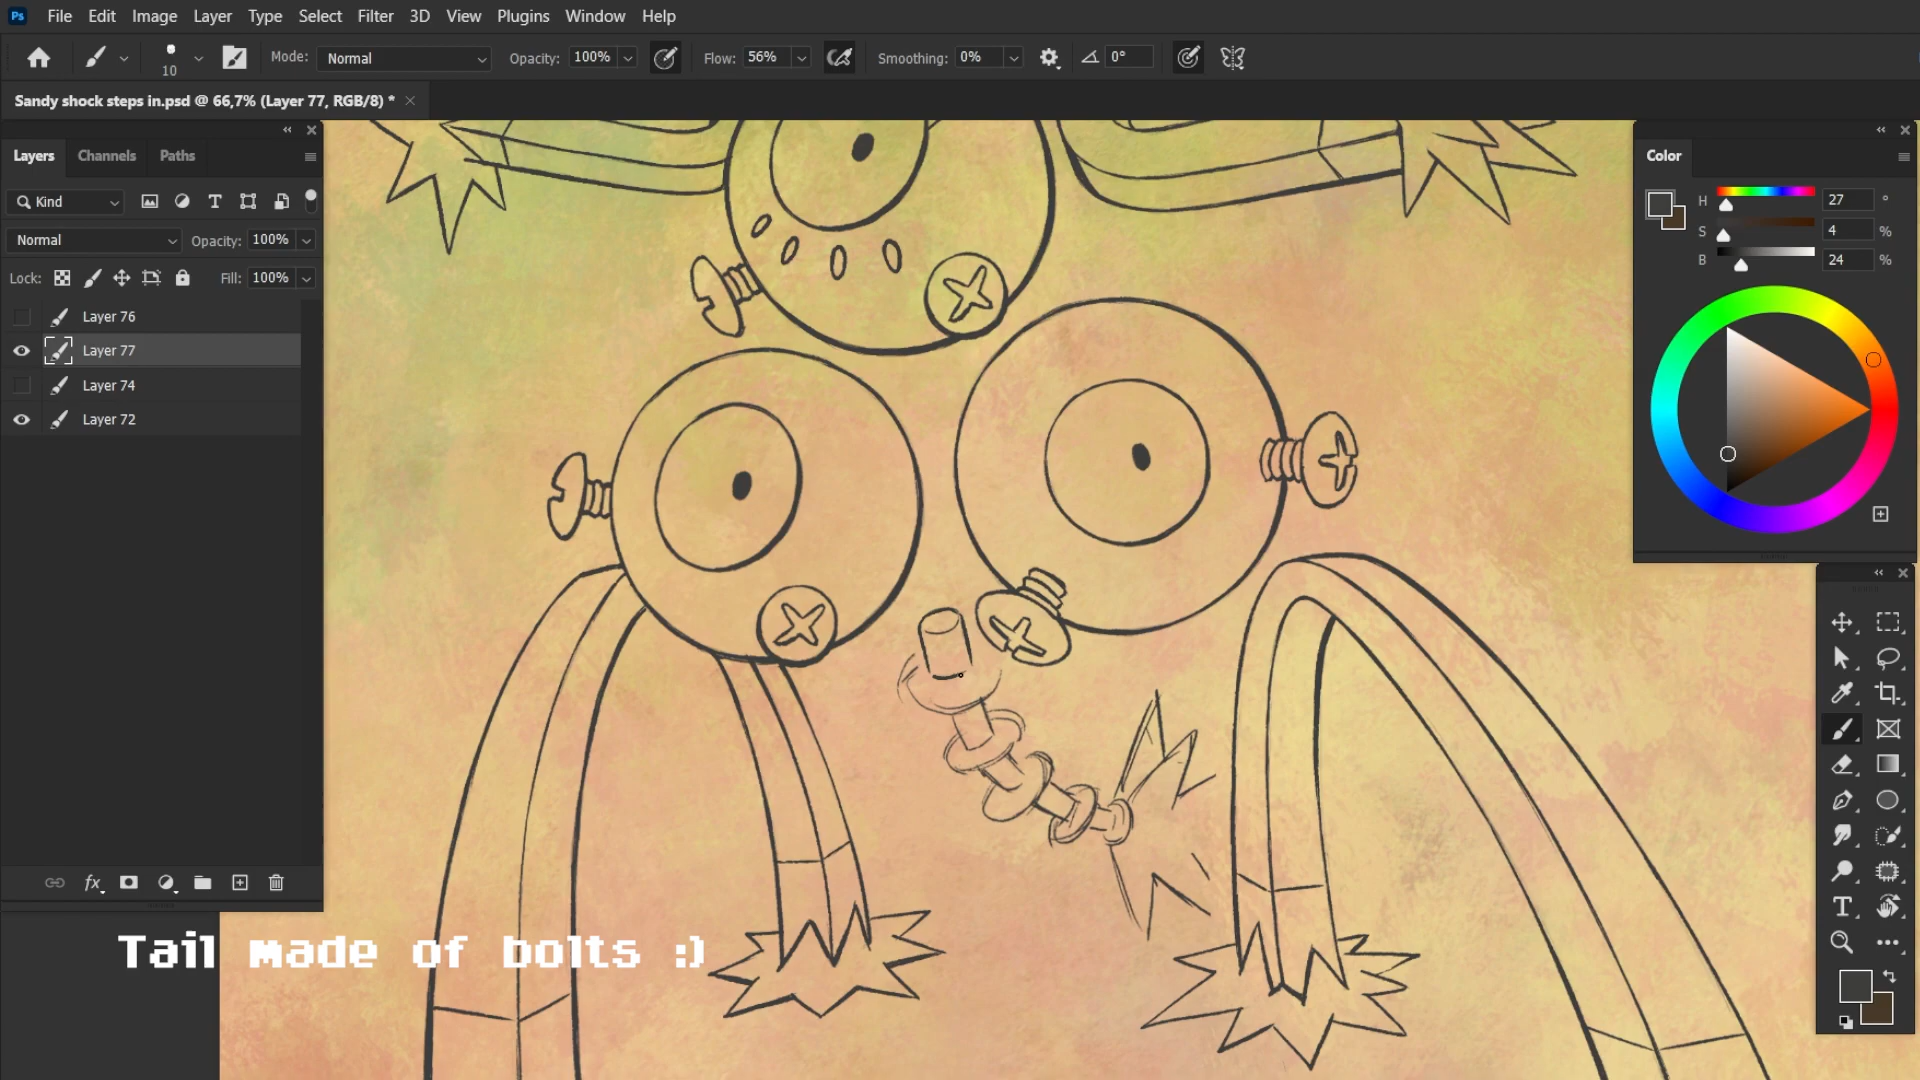 Ps File Edit Image Layer Type Select Filter 3D View Plugins Window Help
10 Mode: Normal Opacity: 100% Flow: 56% Smoothing: 0% 0°
Sandy shock steps in.psd @ 66,7% (Layer 77, RGB/8) *
Layers Channels Paths
Kind
Normal Opacity: 100%
Lock: Fill: 100%
Layer 76
Layer 77
Layer 74
Layer 72
fx
Color
H 27 °
S 4 %
B 24 %
Tail made of bolts :)